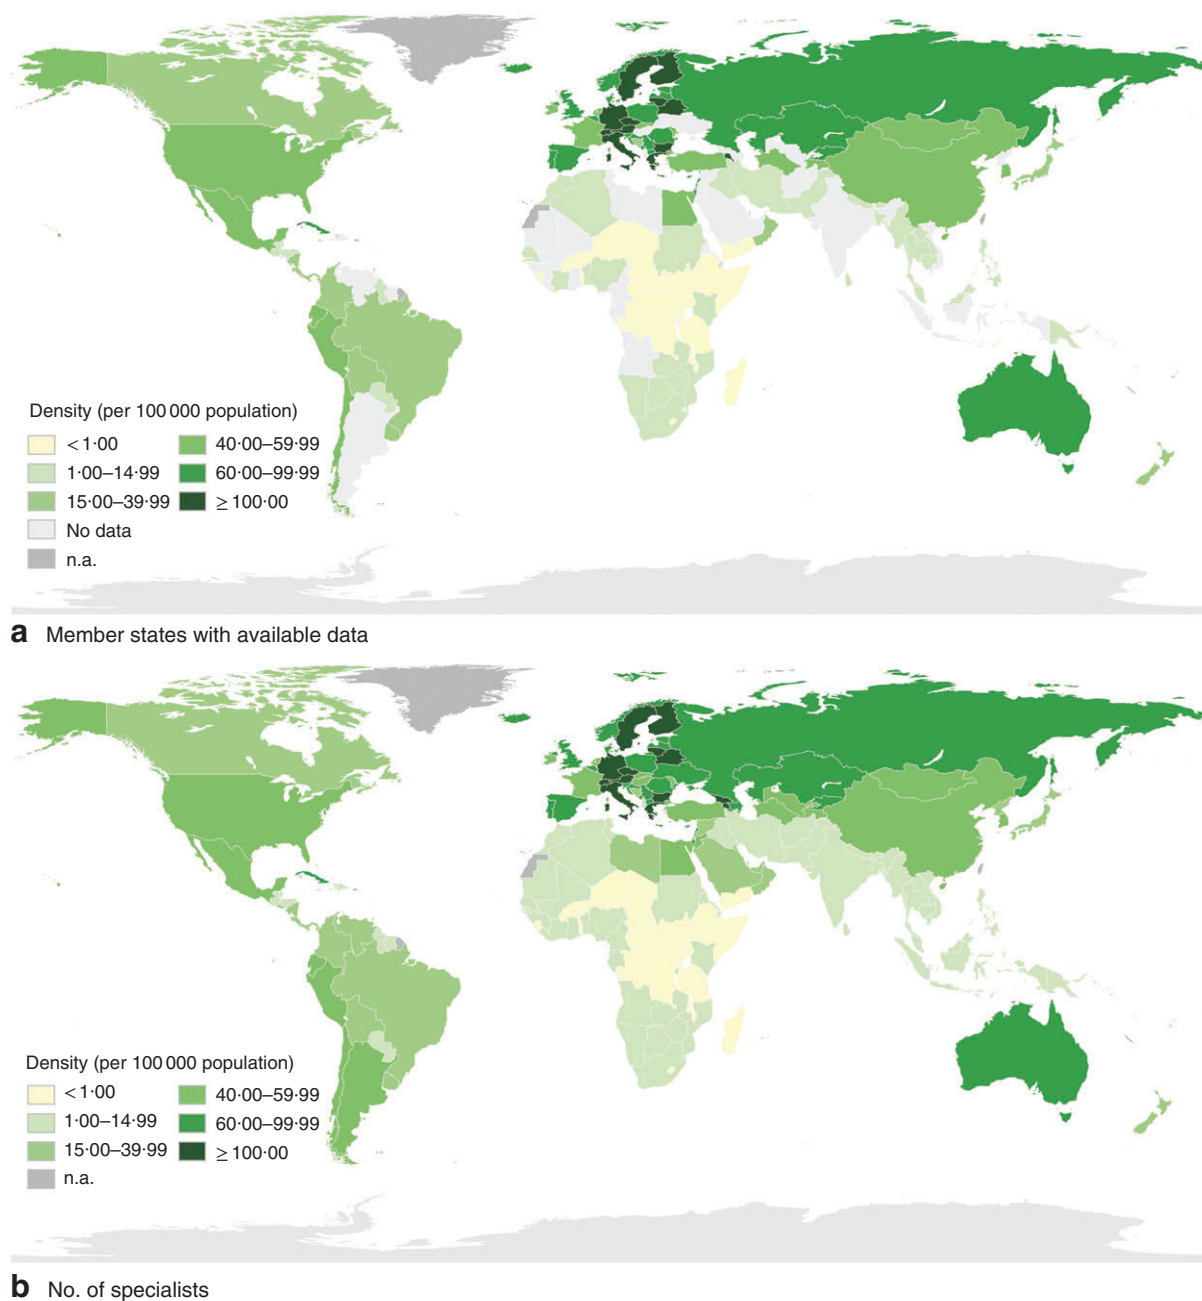 Density (per 100 000 population)
< 1·00
40·00–59·99
1·00–14·99
60·00–99·99
15·00–39·99
≥ 100·00
No data
n.a.
a Member states with available data
Density (per 100 000 population)
< 1·00
40·00–59·99
1·00–14·99
60·00–99·99
15·00–39·99
≥ 100·00
n.a.
b No. of specialists